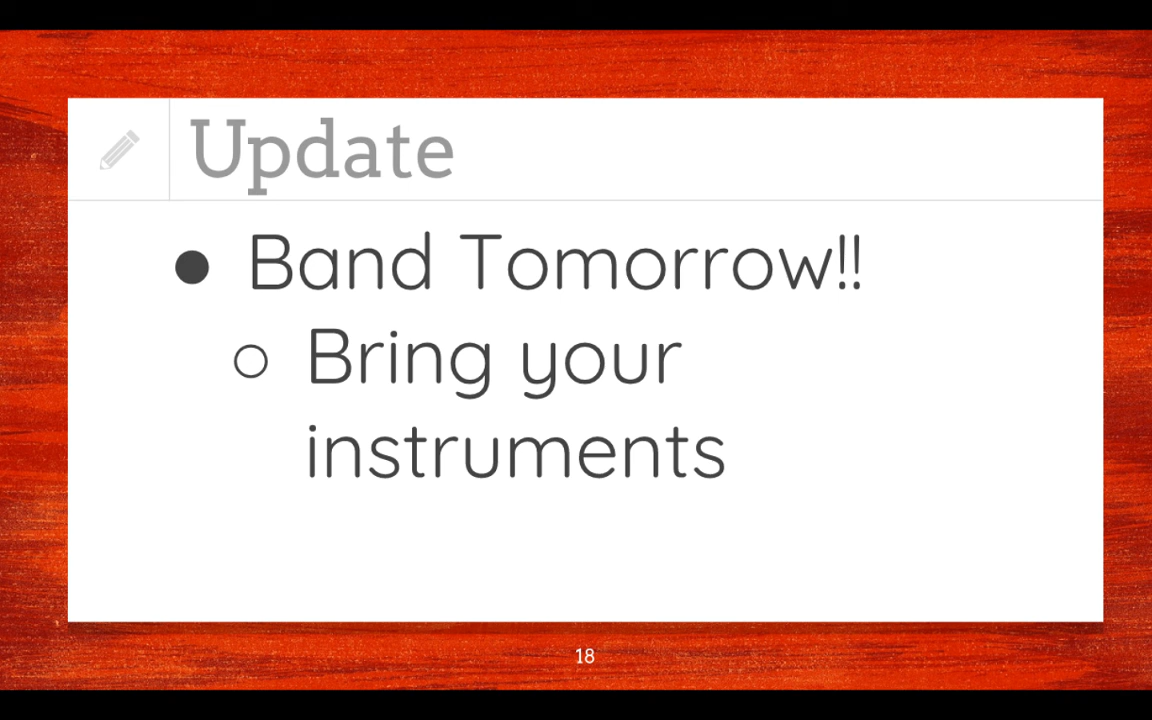 Update
● Band Tomorrow!!
○ Bring your
instruments
18